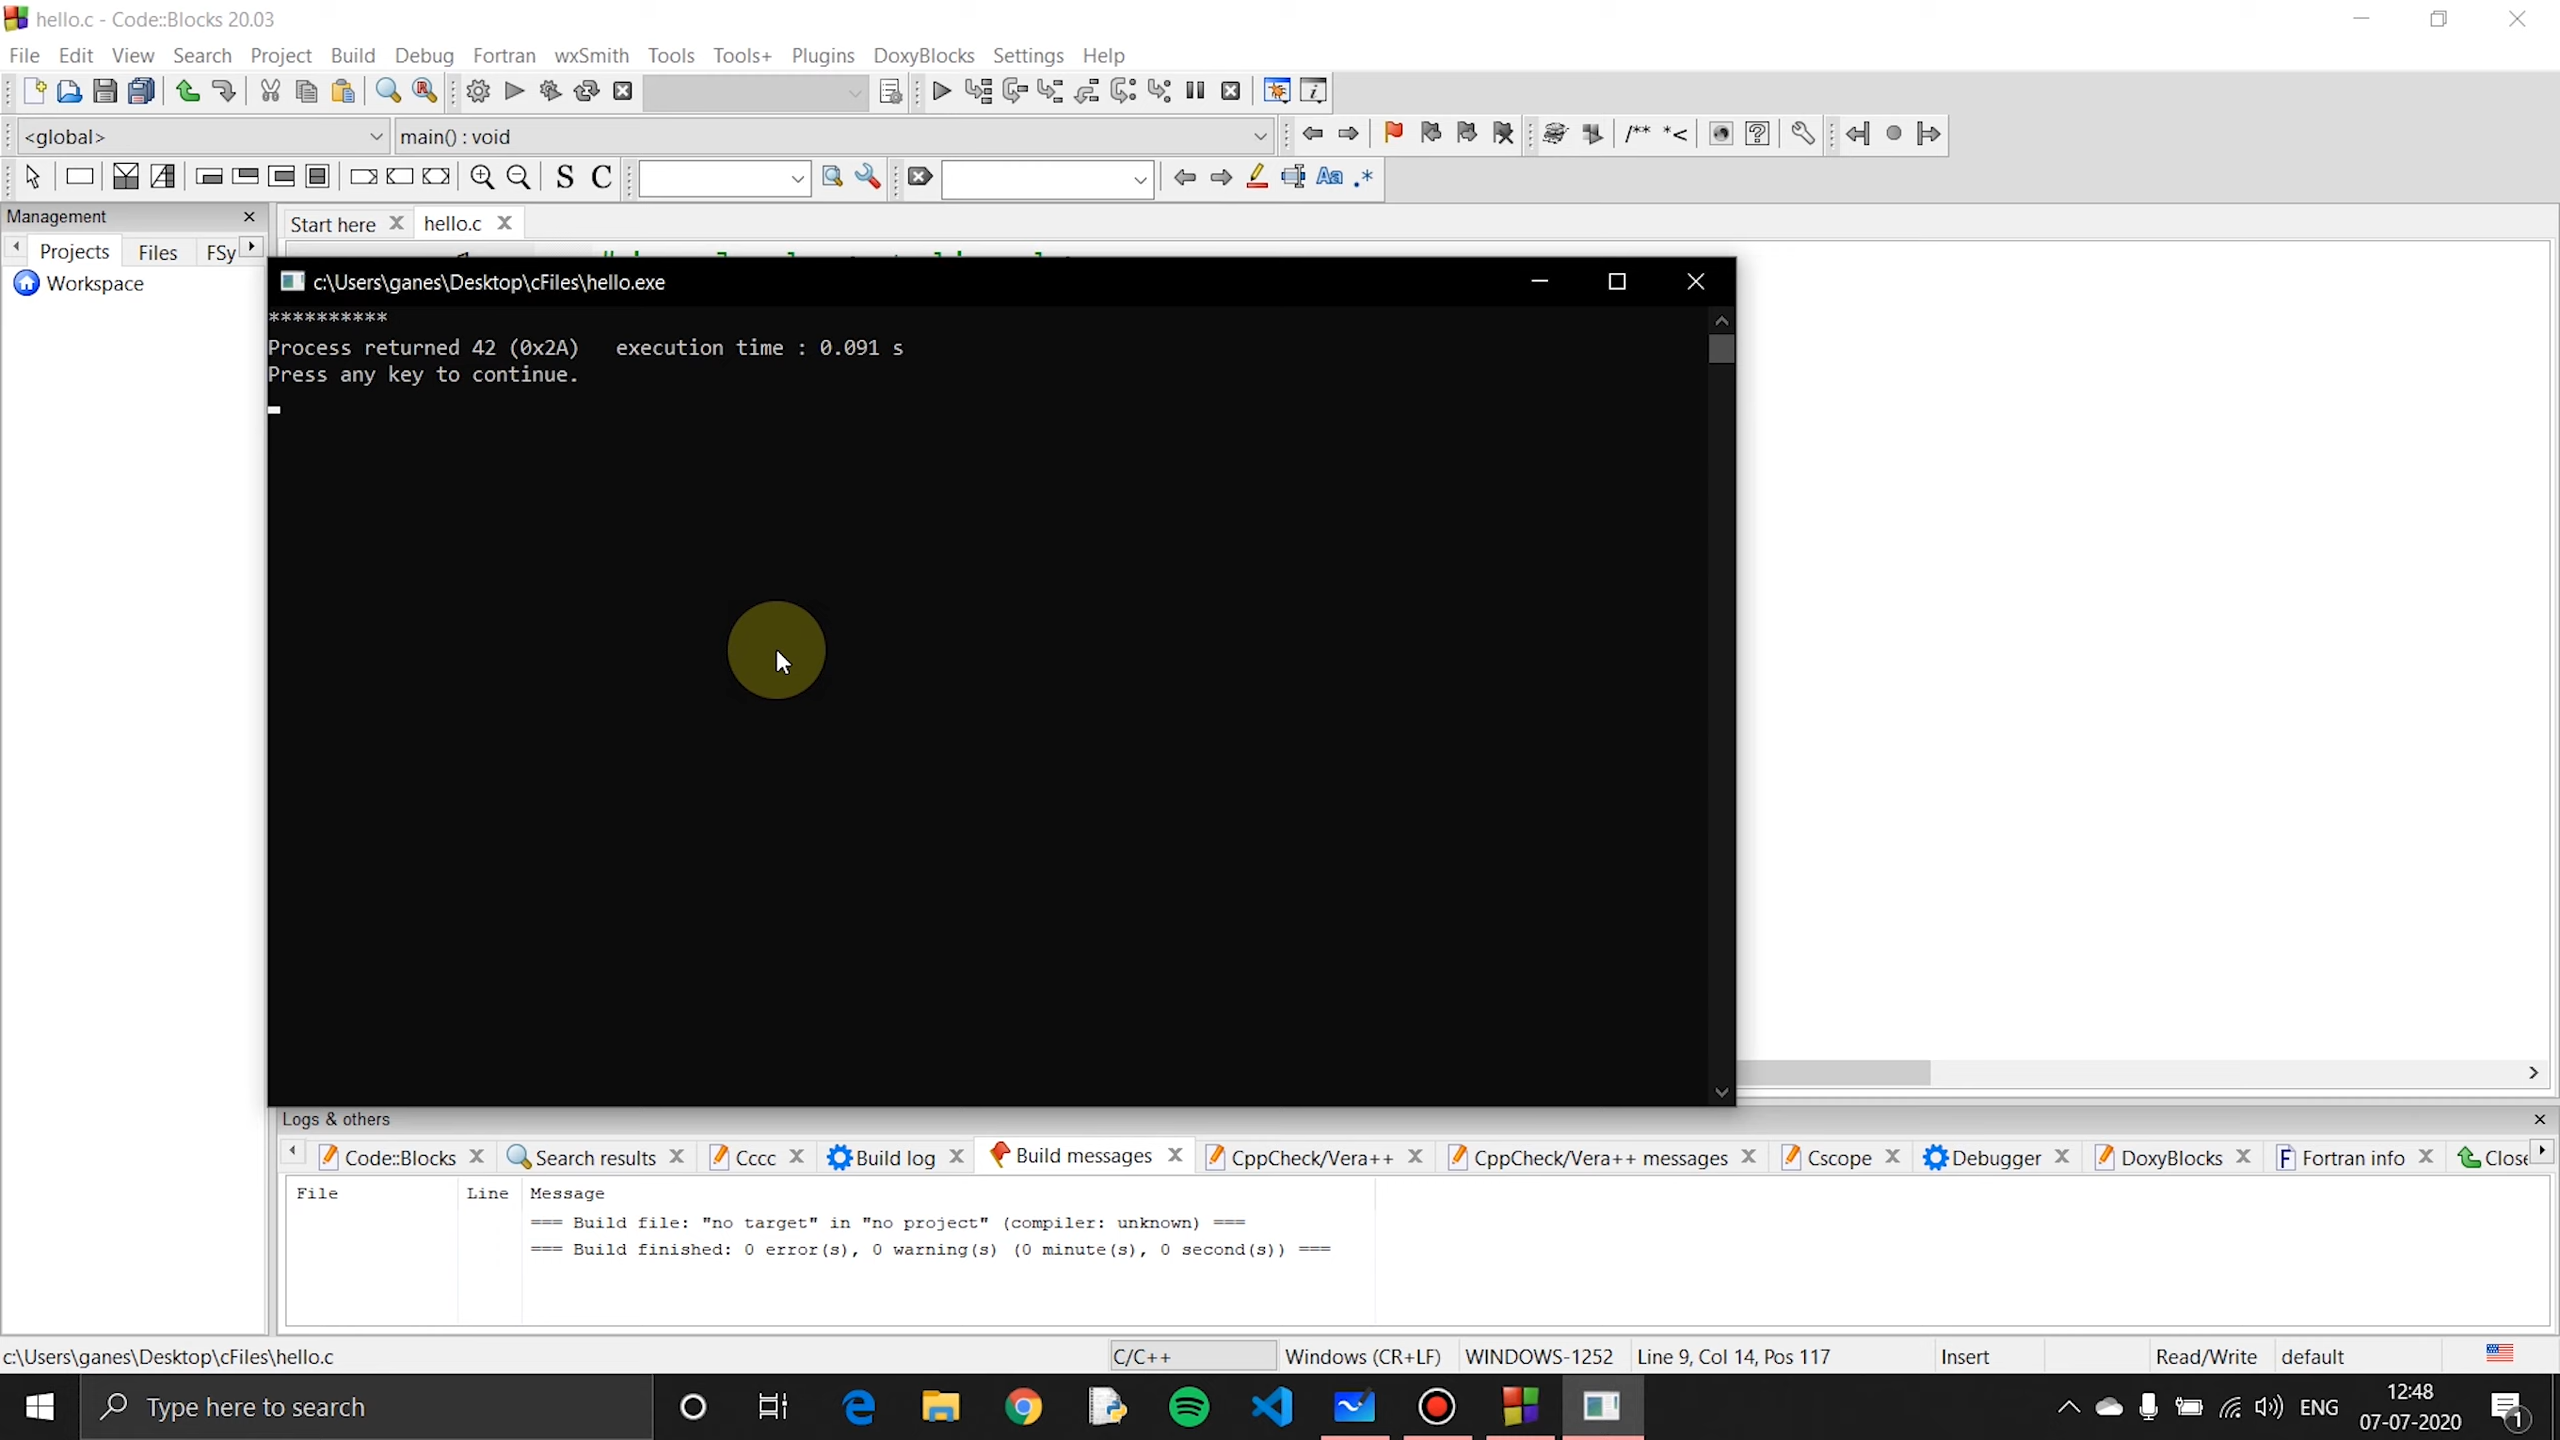 hello.c - Code::Blocks 20.03
File Edit View Search Project Build Debug Fortran wxSmith Tools Tools+ Plugins DoxyBlocks Settings Help
<global> main() : void /** *<
S C Aa .*
Management
Start here hello.c
Projects Files FSy
Workspace
c:\Users\ganes\Desktop\cFiles\hello.exe
**********
Process returned 42 (0x2A)   execution time : 0.091 s
Press any key to continue.
Logs & others
Code::Blocks Search results Cccc Build log Build messages CppCheck/Vera++ CppCheck/Vera++ messages Cscope Debugger DoxyBlocks Fortran info Close
File Line Message
=== Build file: "no target" in "no project" (compiler: unknown) ===
=== Build finished: 0 error(s), 0 warning(s) (0 minute(s), 0 second(s)) ===
c:\Users\ganes\Desktop\cFiles\hello.c C/C++ Windows (CR+LF) WINDOWS-1252 Line 9, Col 14, Pos 117 Insert Read/Write default
Type here to search ENG 12:48
07-07-2020 1